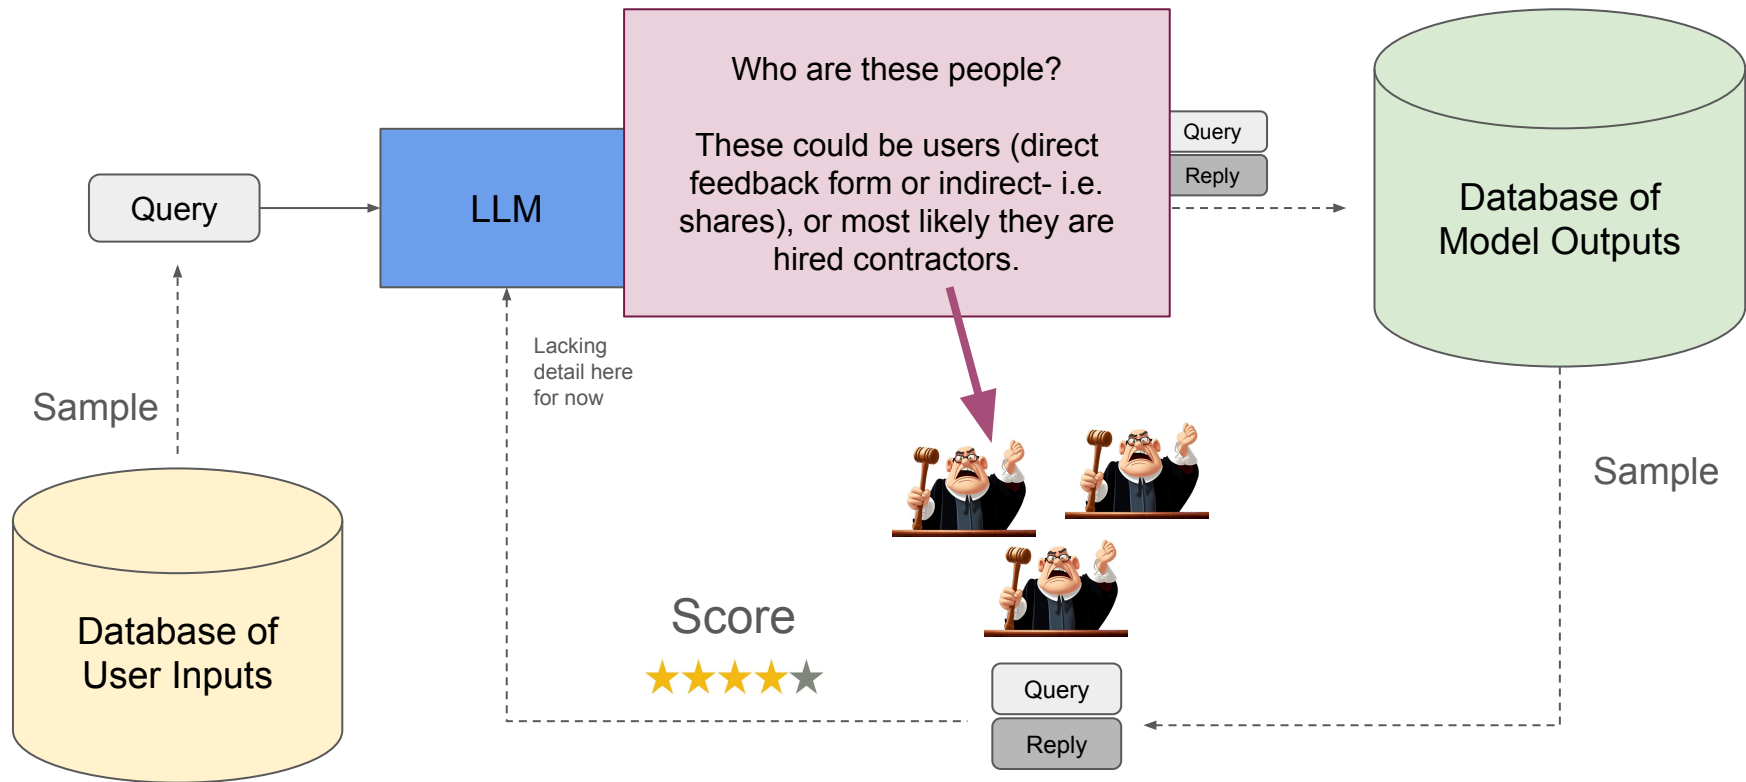 Who are these people?
These could be users (direct
feedback form or indirect- i.e.
shares), or most likely they are
hired contractors.
Query
LLM
Query
Reply
Database of
Model Outputs
Lacking
detail here
for now
Sample
Sample
Database of
User Inputs
Score
Query
Reply